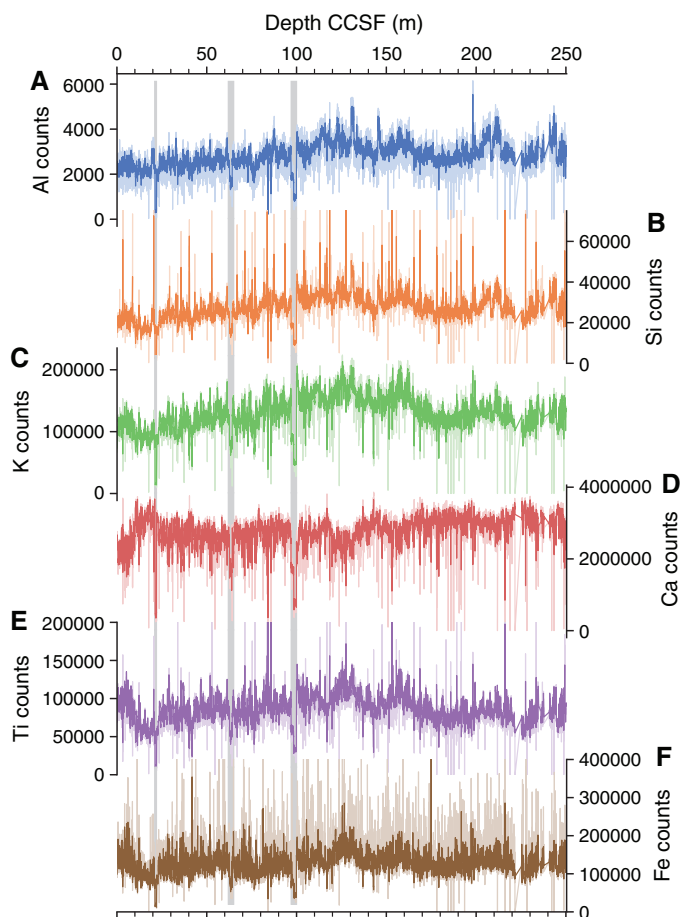 Depth CCSF (m)
0 50 100 150 200 250
A
6000
4000
2000
0
Al counts
B
60000
40000
20000
0
Si counts
C
200000
100000
0
K counts
D
4000000
2000000
0
Ca counts
E
200000
150000
100000
50000
0
Ti counts
F
400000
300000
200000
100000
0
Fe counts